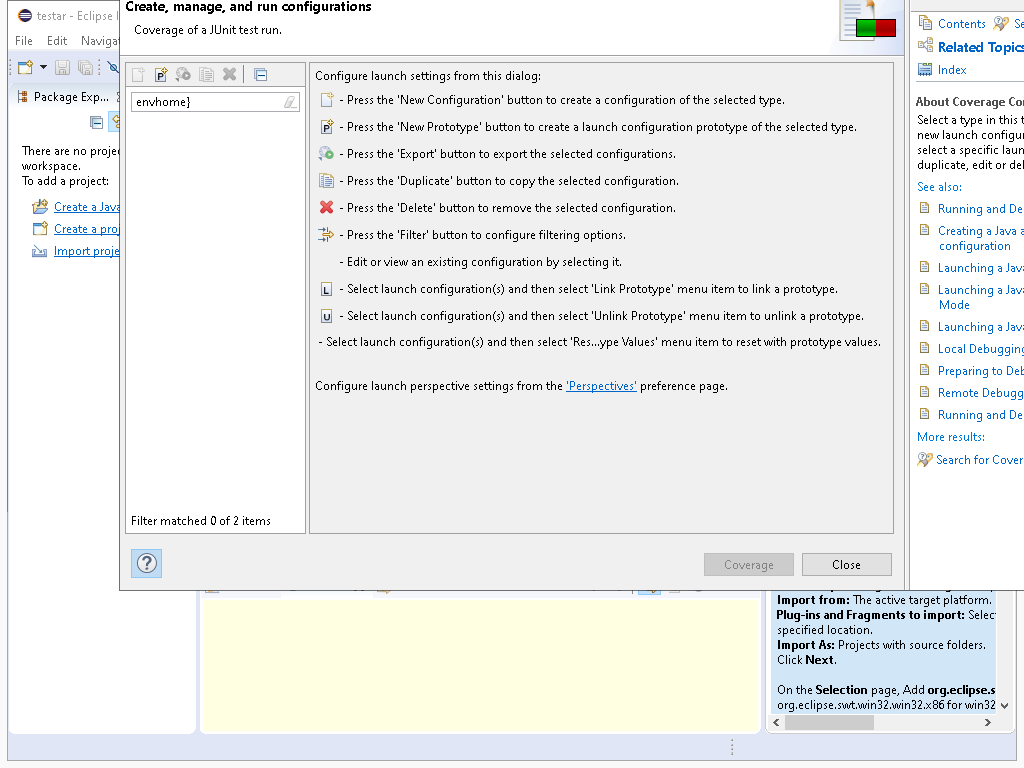 Create, manage, and run configurations
Coverage of a JUnit test run.
testar - Eclipse
File Edit Naviga
Package Exp...
There are no proje
workspace.
To add a project:
Create a Java
Create a proj
Import proje
envhome}
Filter matched 0 of 2 items
Configure launch settings from this dialog:
- Press the 'New Configuration' button to create a configuration of the selected type.
- Press the 'New Prototype' button to create a launch configuration prototype of the selected type.
- Press the 'Export' button to export the selected configurations.
- Press the 'Duplicate' button to copy the selected configuration.
- Press the 'Delete' button to remove the selected configuration.
- Press the 'Filter' button to configure filtering options.
- Edit or view an existing configuration by selecting it.
L - Select launch configuration(s) and then select 'Link Prototype' menu item to link a prototype.
U - Select launch configuration(s) and then select 'Unlink Prototype' menu item to unlink a prototype.
- Select launch configuration(s) and then select 'Res...ype Values' menu item to reset with prototype values.
Configure launch perspective settings from the 'Perspectives' preference page.
Coverage
Close
Contents
Se
Related Topics
Index
About Coverage Co
Select a type in this t
new launch configur
select a specific laun
duplicate, edit or del
See also:
Running and De
Creating a Java a
configuration
Launching a Java
Launching a Java
Mode
Launching a Java
Local Debugging
Preparing to Deb
Remote Debugg
Running and De
More results:
Search for Cover
Import from: The active target platform.
Plug-ins and Fragments to import: Selec
specified location.
Import As: Projects with source folders.
Click Next.
On the Selection page, Add org.eclipse.s
org.eclipse.swt.win32.win32.x86 for win32